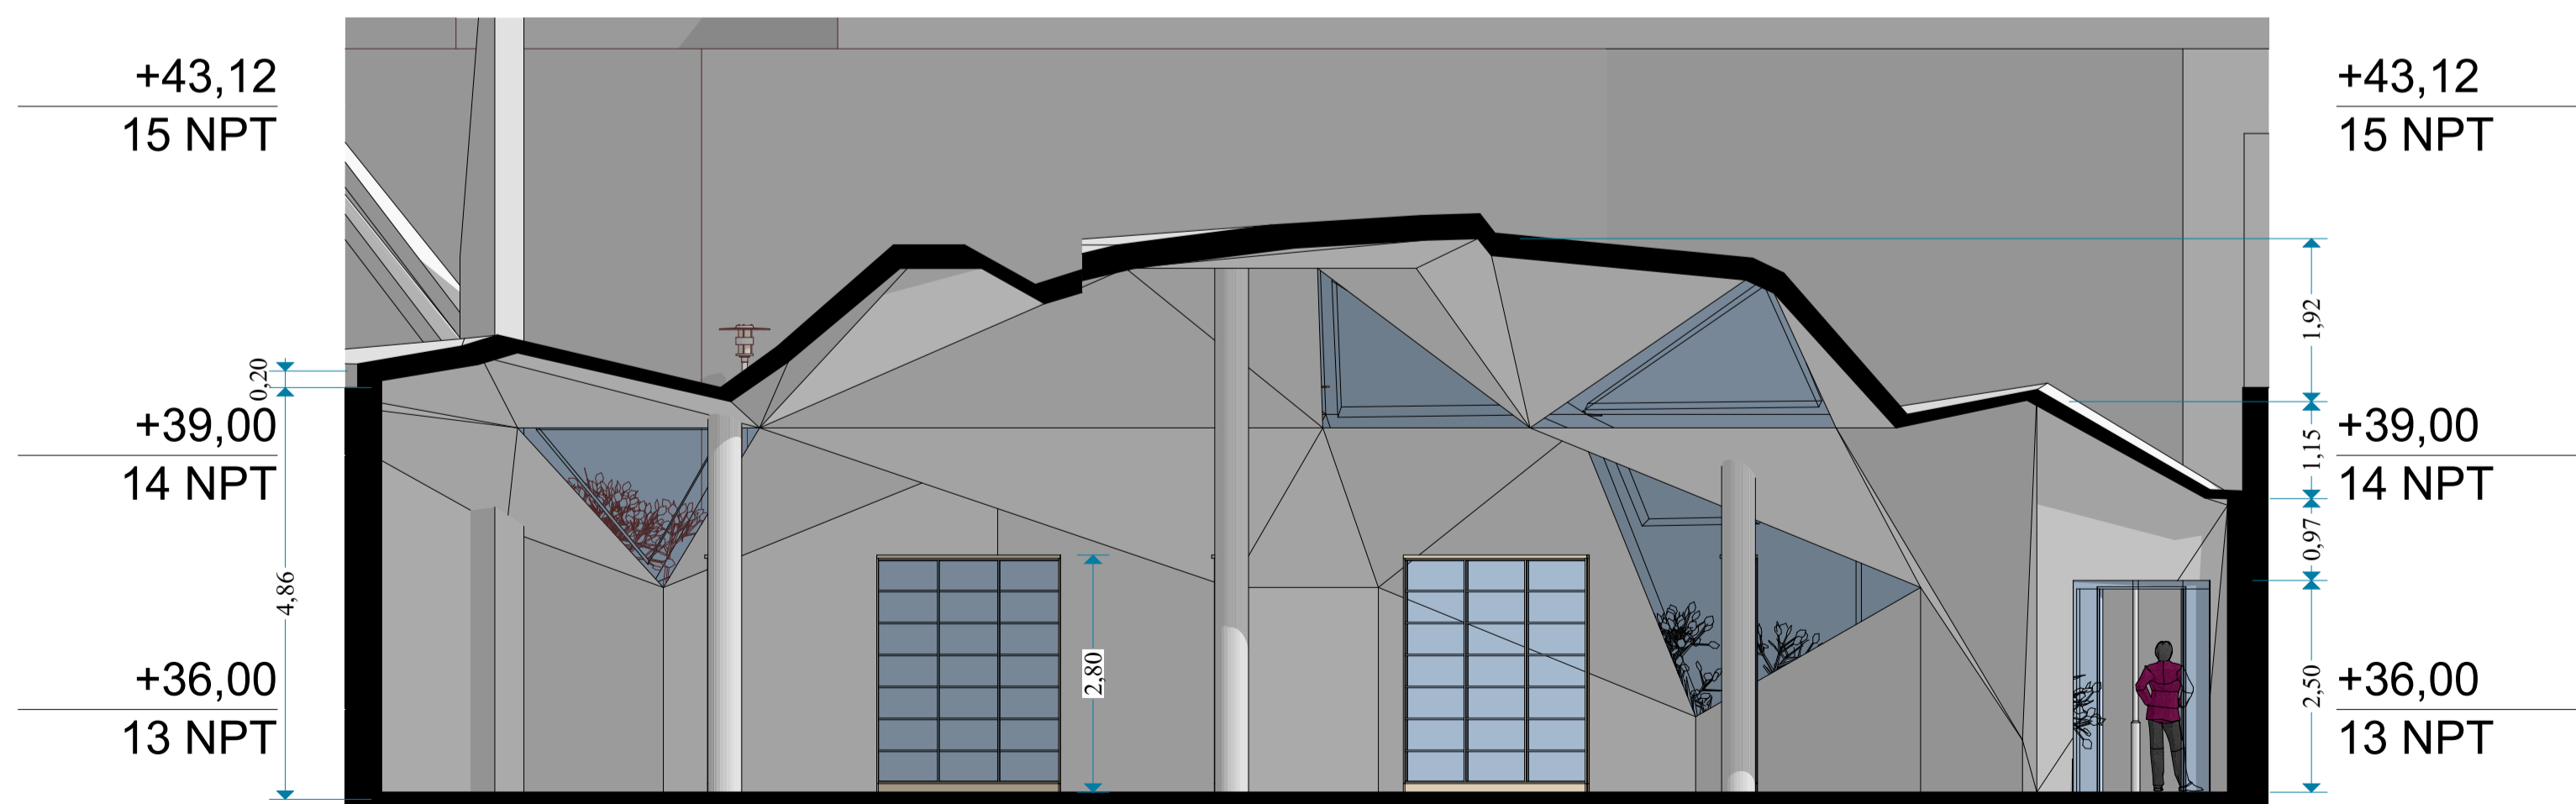 +43,12
15 NPT
+43,12
15 NPT
1,92
0,20
+39,00
14 NPT
1,15
+39,00
14 NPT
0,97
4,86
2,80
2,50
+36,00
13 NPT
+36,00
13 NPT